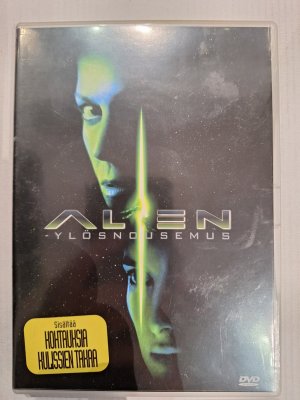 ALIEN
-YLÖSNOUSEMUS
Sisältää
KOHTAUKSIA
KULISSIEN TAKAA
DVD